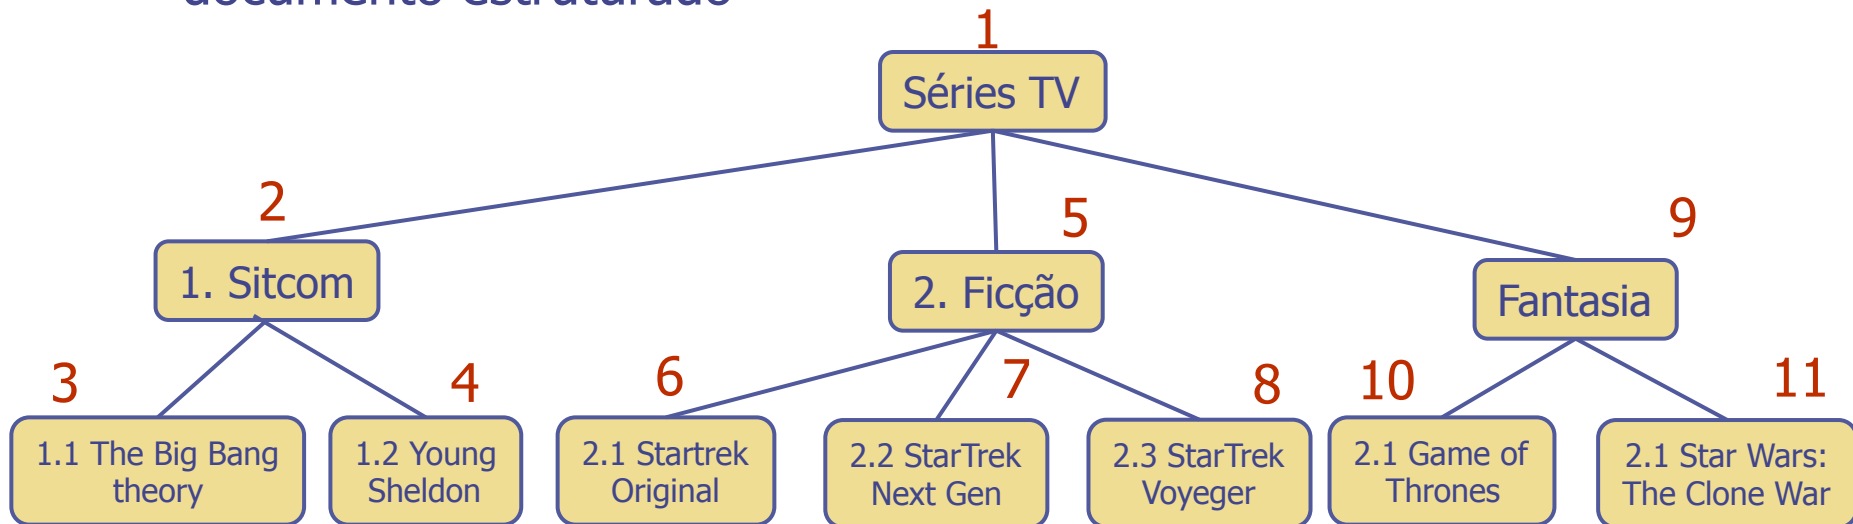 documento estruturado
1
Séries TV
2
5
9
1. Sitcom
2. Ficção
Fantasia
3
4
6
7
8
10
11
1.1 The Big Bang
theory
1.2 Young
Sheldon
2.1 Startrek
Original
2.2 StarTrek
Next Gen
2.3 StarTrek
Voyeger
2.1 Game of
Thrones
2.1 Star Wars:
The Clone War